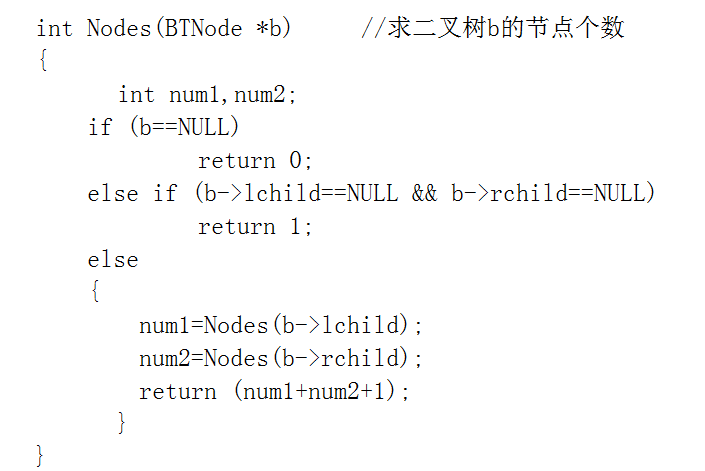 int Nodes(BTNode *b)    //求二叉树b的节点个数
{
int num1,num2;
if (b==NULL)
return 0;
else if (b->lchild==NULL && b->rchild==NULL)
return 1;
else
{
num1=Nodes(b->lchild);
num2=Nodes(b->rchild);
return (num1+num2+1);
}
}